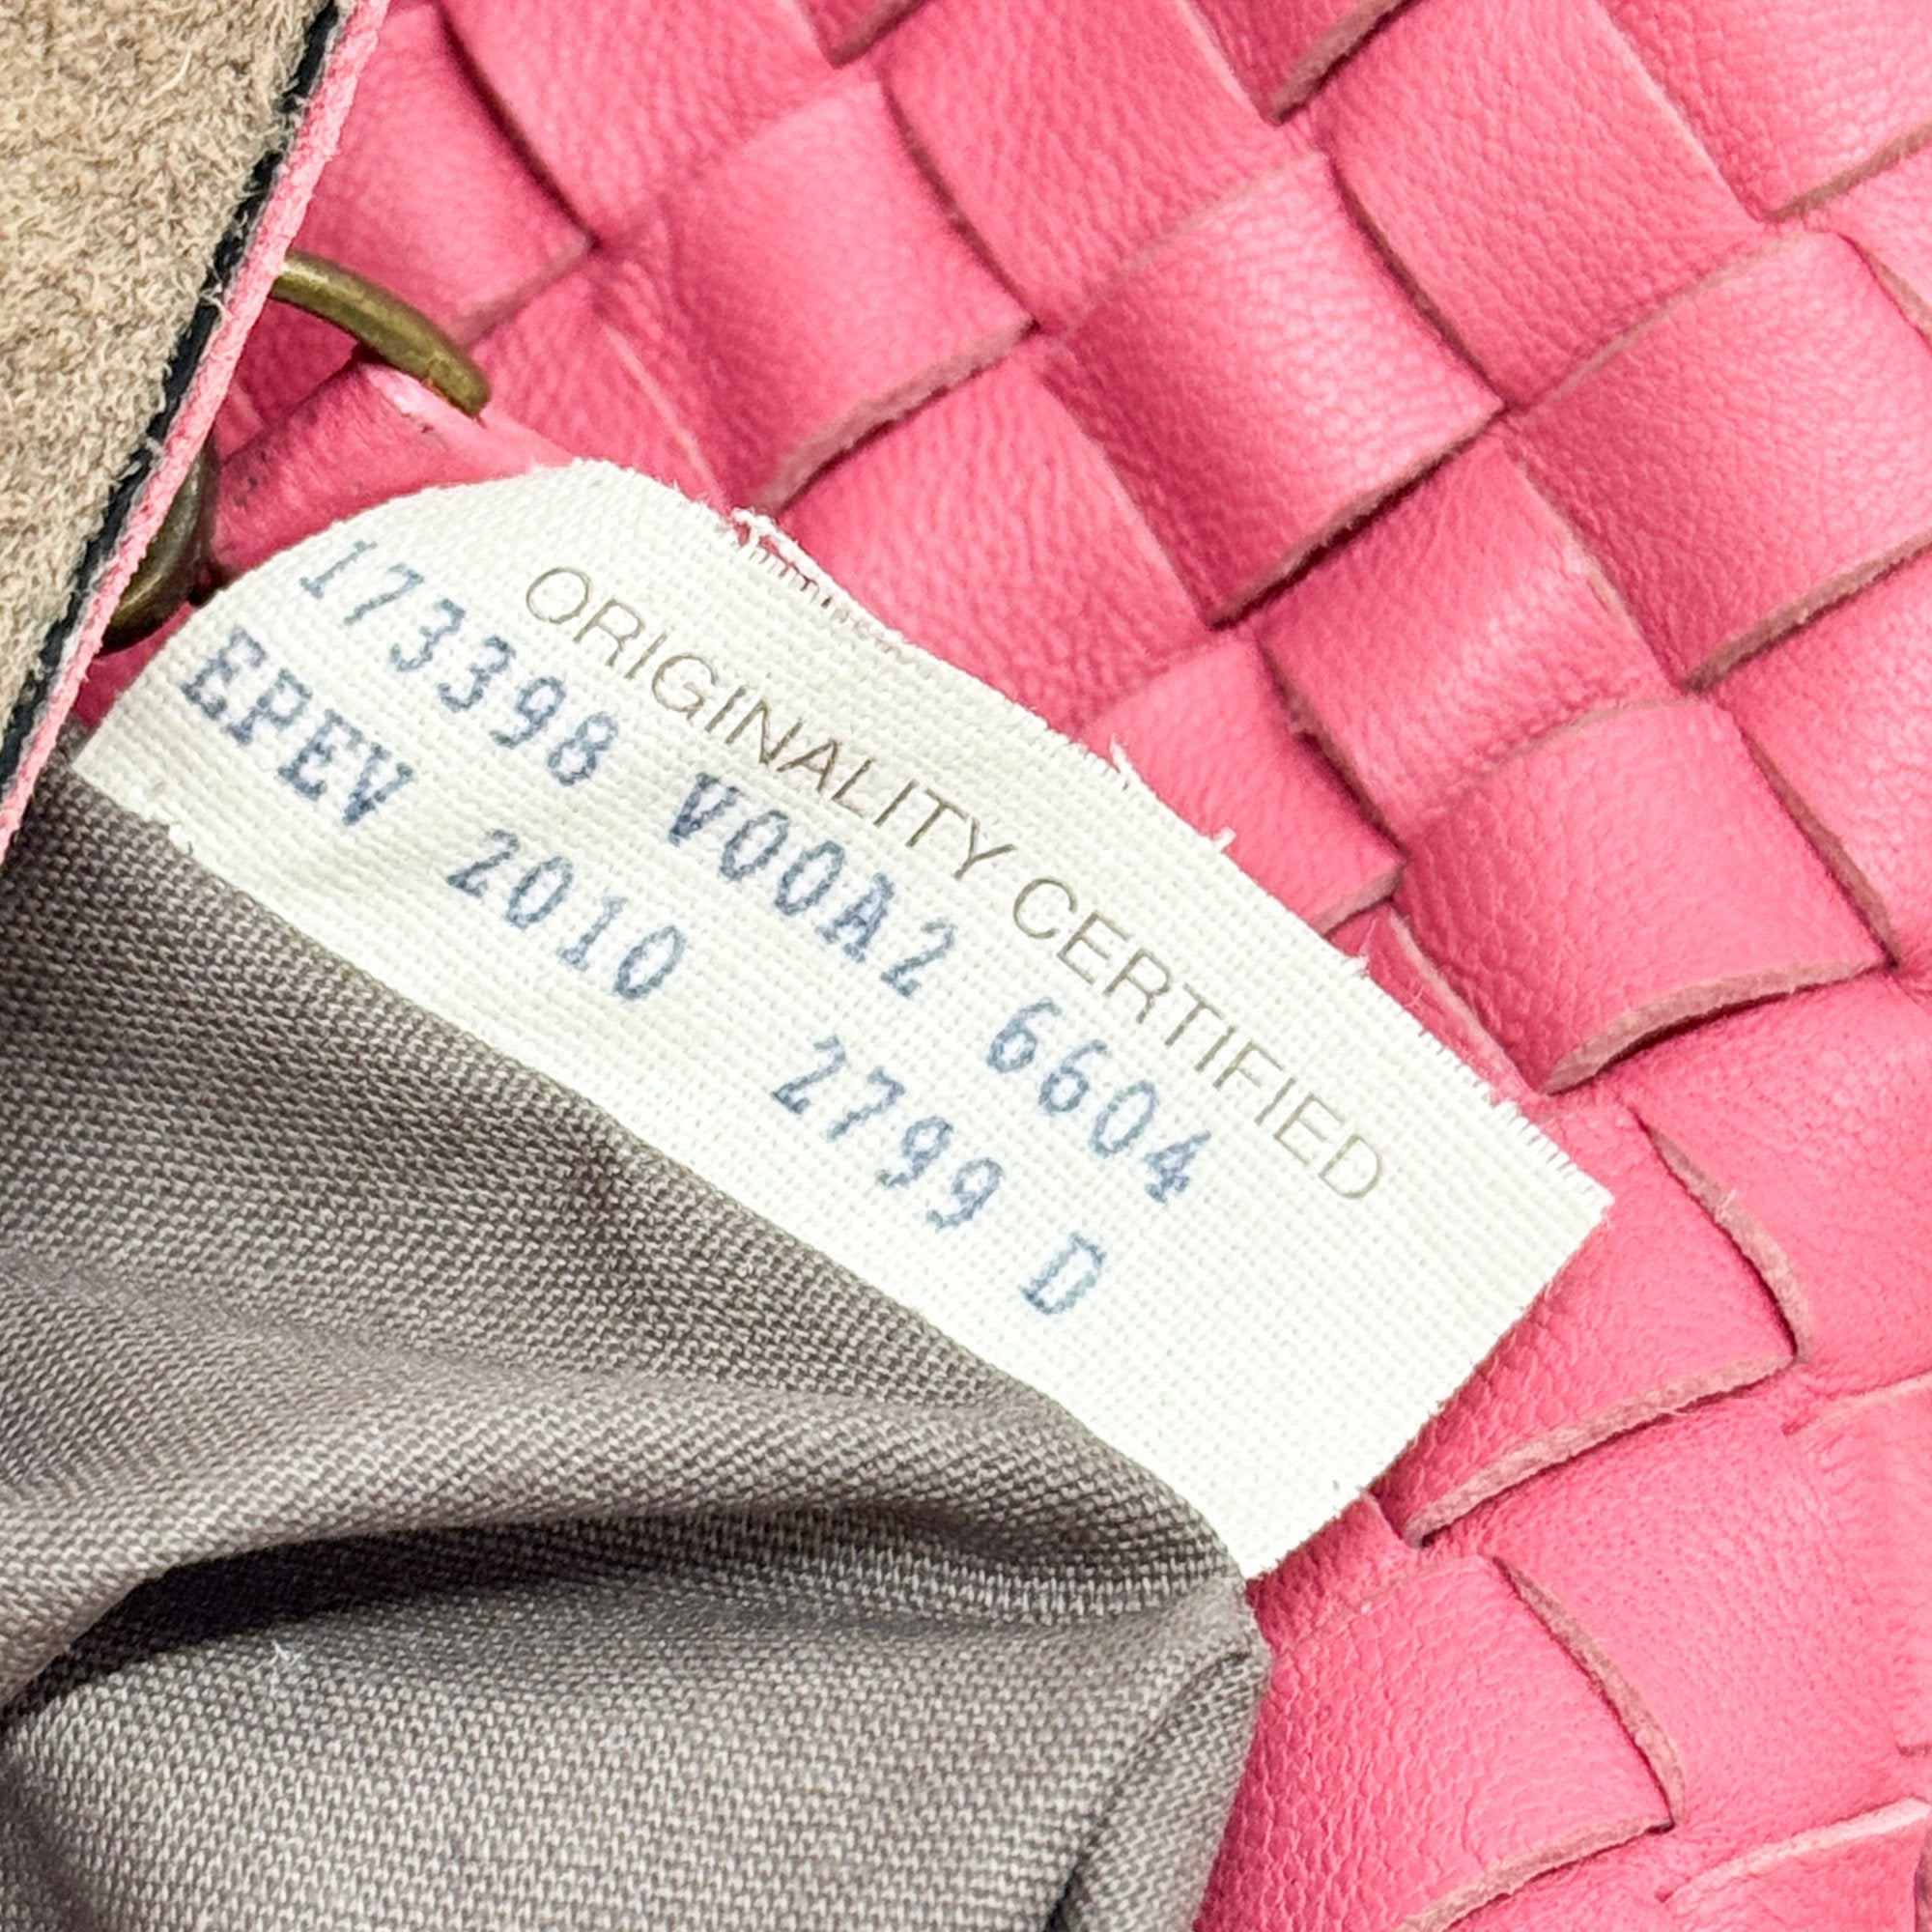 ORIGINALITY CERTIFIED
173398 V00A2 6604
EPEV 2010 2799 D